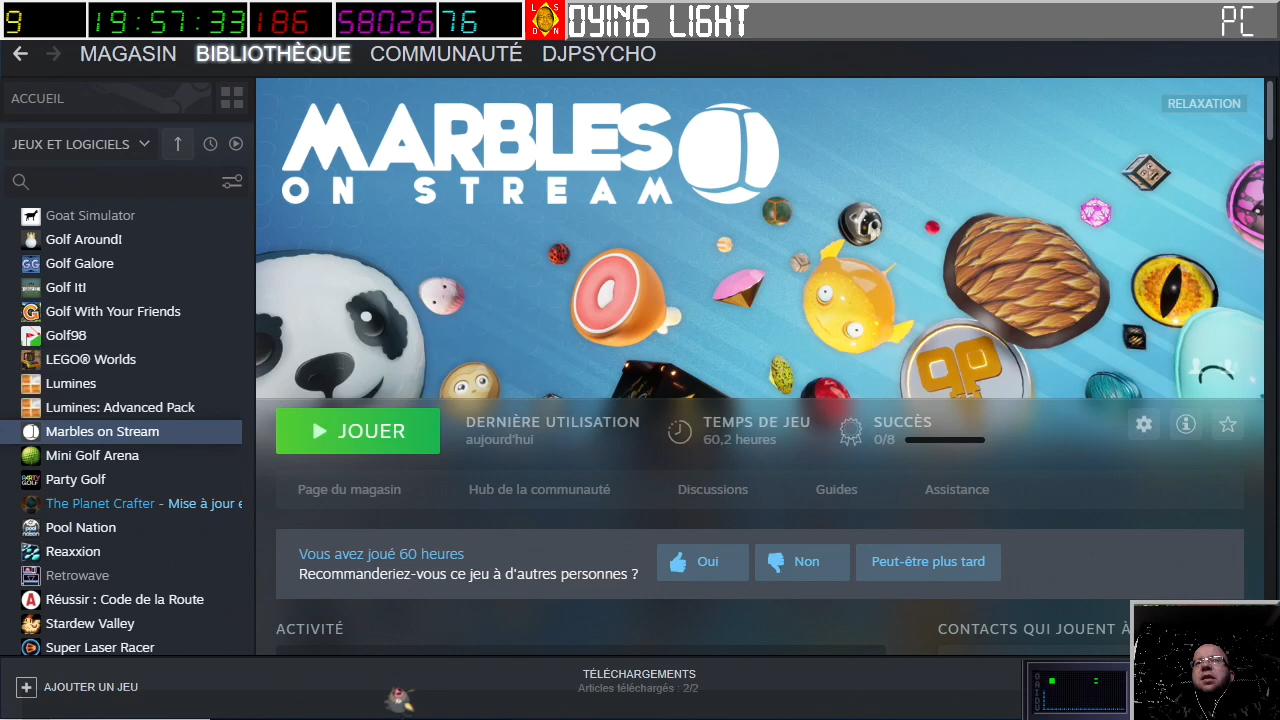 9
19:57:33
186
58026
76
DYING LIGHT
PC
MAGASIN
BIBLIOTHÈQUE
COMMUNAUTÉ
DJPSYCHO
ACCUEIL
JEUX ET LOGICIELS
Goat Simulator
Golf Around!
Golf Galore
Golf It!
Golf With Your Friends
Golf98
LEGO® Worlds
Lumines
Lumines: Advanced Pack
Marbles on Stream
Mini Golf Arena
Party Golf
The Planet Crafter - Mise à jour e
Pool Nation
Reaxxion
Retrowave
Réussir : Code de la Route
Stardew Valley
Super Laser Racer
AJOUTER UN JEU
MARBLES
ON STREAM
RELAXATION
JOUER
DERNIÈRE UTILISATION
aujourd'hui
TEMPS DE JEU
60,2 heures
SUCCÈS
0/8
Page du magasin
Hub de la communauté
Discussions
Guides
Assistance
Vous avez joué 60 heures
Recommanderiez-vous ce jeu à d'autres personnes ?
Oui
Non
Peut-être plus tard
ACTIVITÉ
CONTACTS QUI JOUENT À
TÉLÉCHARGEMENTS
Articles téléchargés : 2/2